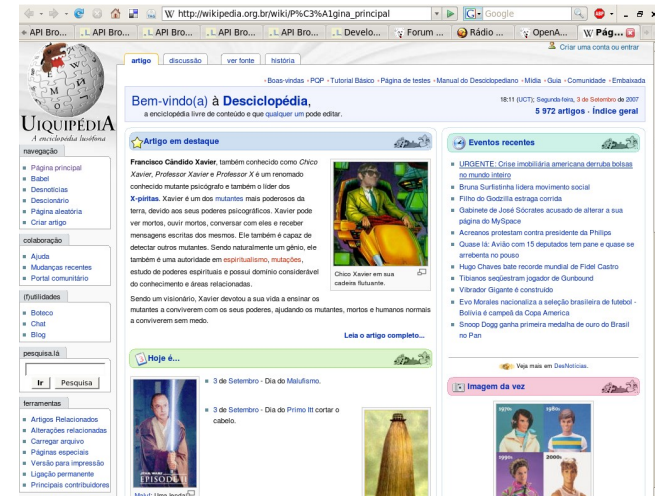 W http://wikipedia.org.br/wiki/P%C3%A1gina_principal
Google
API Bro...
API Bro...
API Bro...
API Bro...
API Bro...
Develo...
Forum ...
Rádio ...
OpenA...
W Pág...
Criar uma conta ou entrar
artigo
discussão
ver fonte
história
Boas-vindas • PQP • Tutorial Básico • Página de testes • Manual do Desciclopediano • Mídia • Guia • Comunidade • Embaixada
UIQUIPÉDIA
A enciclopédia lusófona
navegação
Página principal
Babel
Desnotícias
Descionário
Página aleatória
Criar artigo
colaboração
Ajuda
Mudanças recentes
Portal comunitário
(f)utilidades
Boteco
Chat
Blog
pesquisa.lá
Ir
Pesquisa
ferramentas
Artigos Relacionados
Alterações relacionadas
Carregar arquivo
Páginas especiais
Versão para impressão
Ligação permanente
Principais contribuidores
Bem-vindo(a) à Desciclopédia,
a enciclopédia livre de conteúdo e que qualquer um pode editar.
18:11 (UCT); Segunda-feira, 3 de Setembro de 2007
5 972 artigos · Índice geral
Artigo em destaque
Francisco Cândido Xavier, também conhecido como Chico
Xavier, Professor Xavier e Professor X é um renomado
conhecido mutante psicógrafo e também o líder dos
X-píritas. Xavier é um dos mutantes mais poderosos da
terra, devido aos seus poderes psicográficos. Xavier pode
ver mortos, ouvir mortos, conversar com eles e receber
mensagens escritas dos mesmos. Ele também é capaz de
detectar outros mutantes. Sendo naturalmente um gênio, ele
também é uma autoridade em espiritualismo, mutações,
estudo de poderes espirituais e possui domínio considerável
do conhecimento e áreas relacionadas.
Chico Xavier em sua
cadeira flutuante.
Sendo um visionário, Xavier devotou a sua vida a ensinar os
mutantes a conviverem com os seus poderes, ajudando os mutantes, mortos e humanos normais
a conviverem sem medo.
Leia o artigo completo...
Hoje é...
3 de Setembro - Dia do Malufismo.
3 de Setembro - Dia do Primo Itt cortar o
cabelo.
STAR WARS
EPISODE II
Maluf: Uma lenda
Eventos recentes
URGENTE: Crise imobiliária americana derruba bolsas
no mundo inteiro
Bruna Surfistinha lidera movimento social
Filho do Godzilla estraga corrida
Gabinete de José Sócrates acusado de alterar a sua
página do MySpace
Acreanos protestam contra presidente da Philips
Quase lá: Avião com 15 deputados tem pane e quase se
arrebenta no pouso
Hugo Chaves bate recorde mundial de Fidel Castro
Tibianos seqüestram jogador de Gunbound
Vibrador Gigante é construído
Evo Morales nacionaliza a seleção brasileira de futebol -
Bolívia é campeã da Copa America
Snoop Dogg ganha primeira medalha de ouro do Brasil
no Pan
Veja mais em DesNotícias.
Imagem da vez
1970s
1980s
1990s
2000s